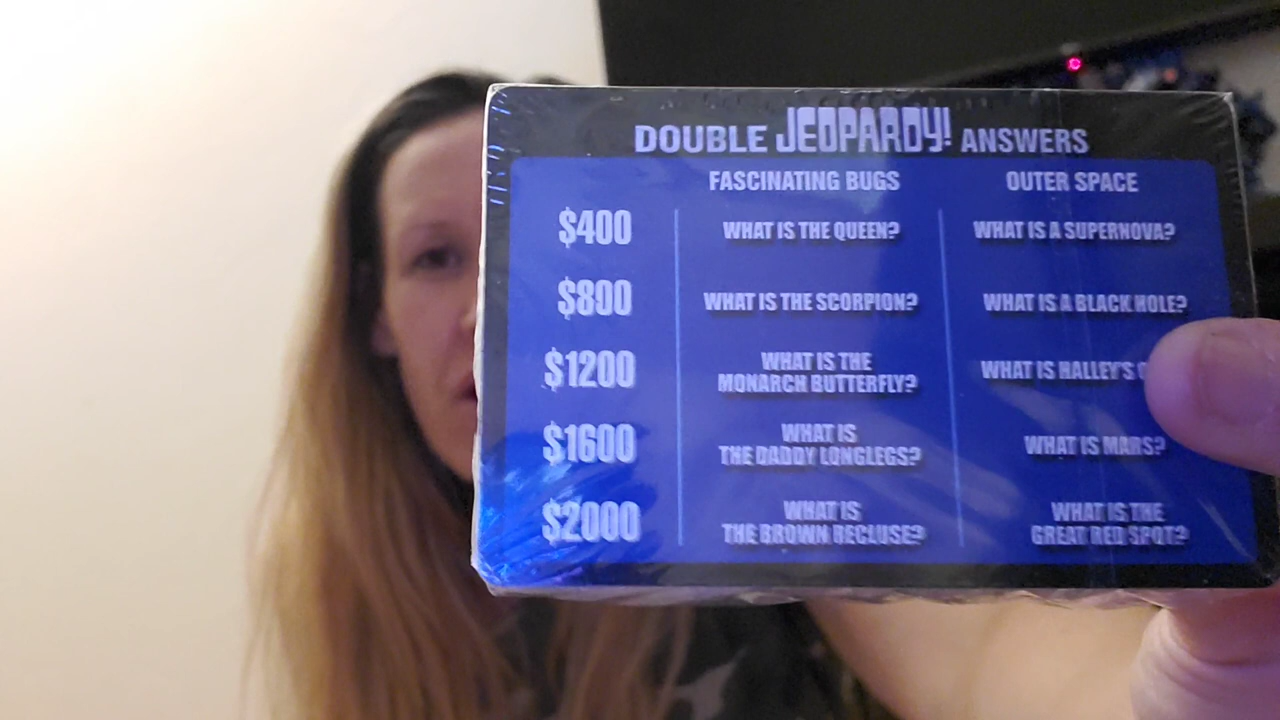 DOUBLE JEOPARDY! ANSWERS
FASCINATING BUGS OUTER SPACE
$400 WHAT IS THE QUEEN? WHAT IS A SUPERNOVA?
$800 WHAT IS THE SCORPION? WHAT IS A BLACK HOLE?
$1200 WHAT IS THE
MONARCH BUTTERFLY? WHAT IS HALLEY'S
$1600 WHAT IS
THE DADDY LONGLEGS? WHAT IS MARS?
$2000 WHAT IS
THE BROWN RECLUSE? WHAT IS THE
GREAT RED SPOT?